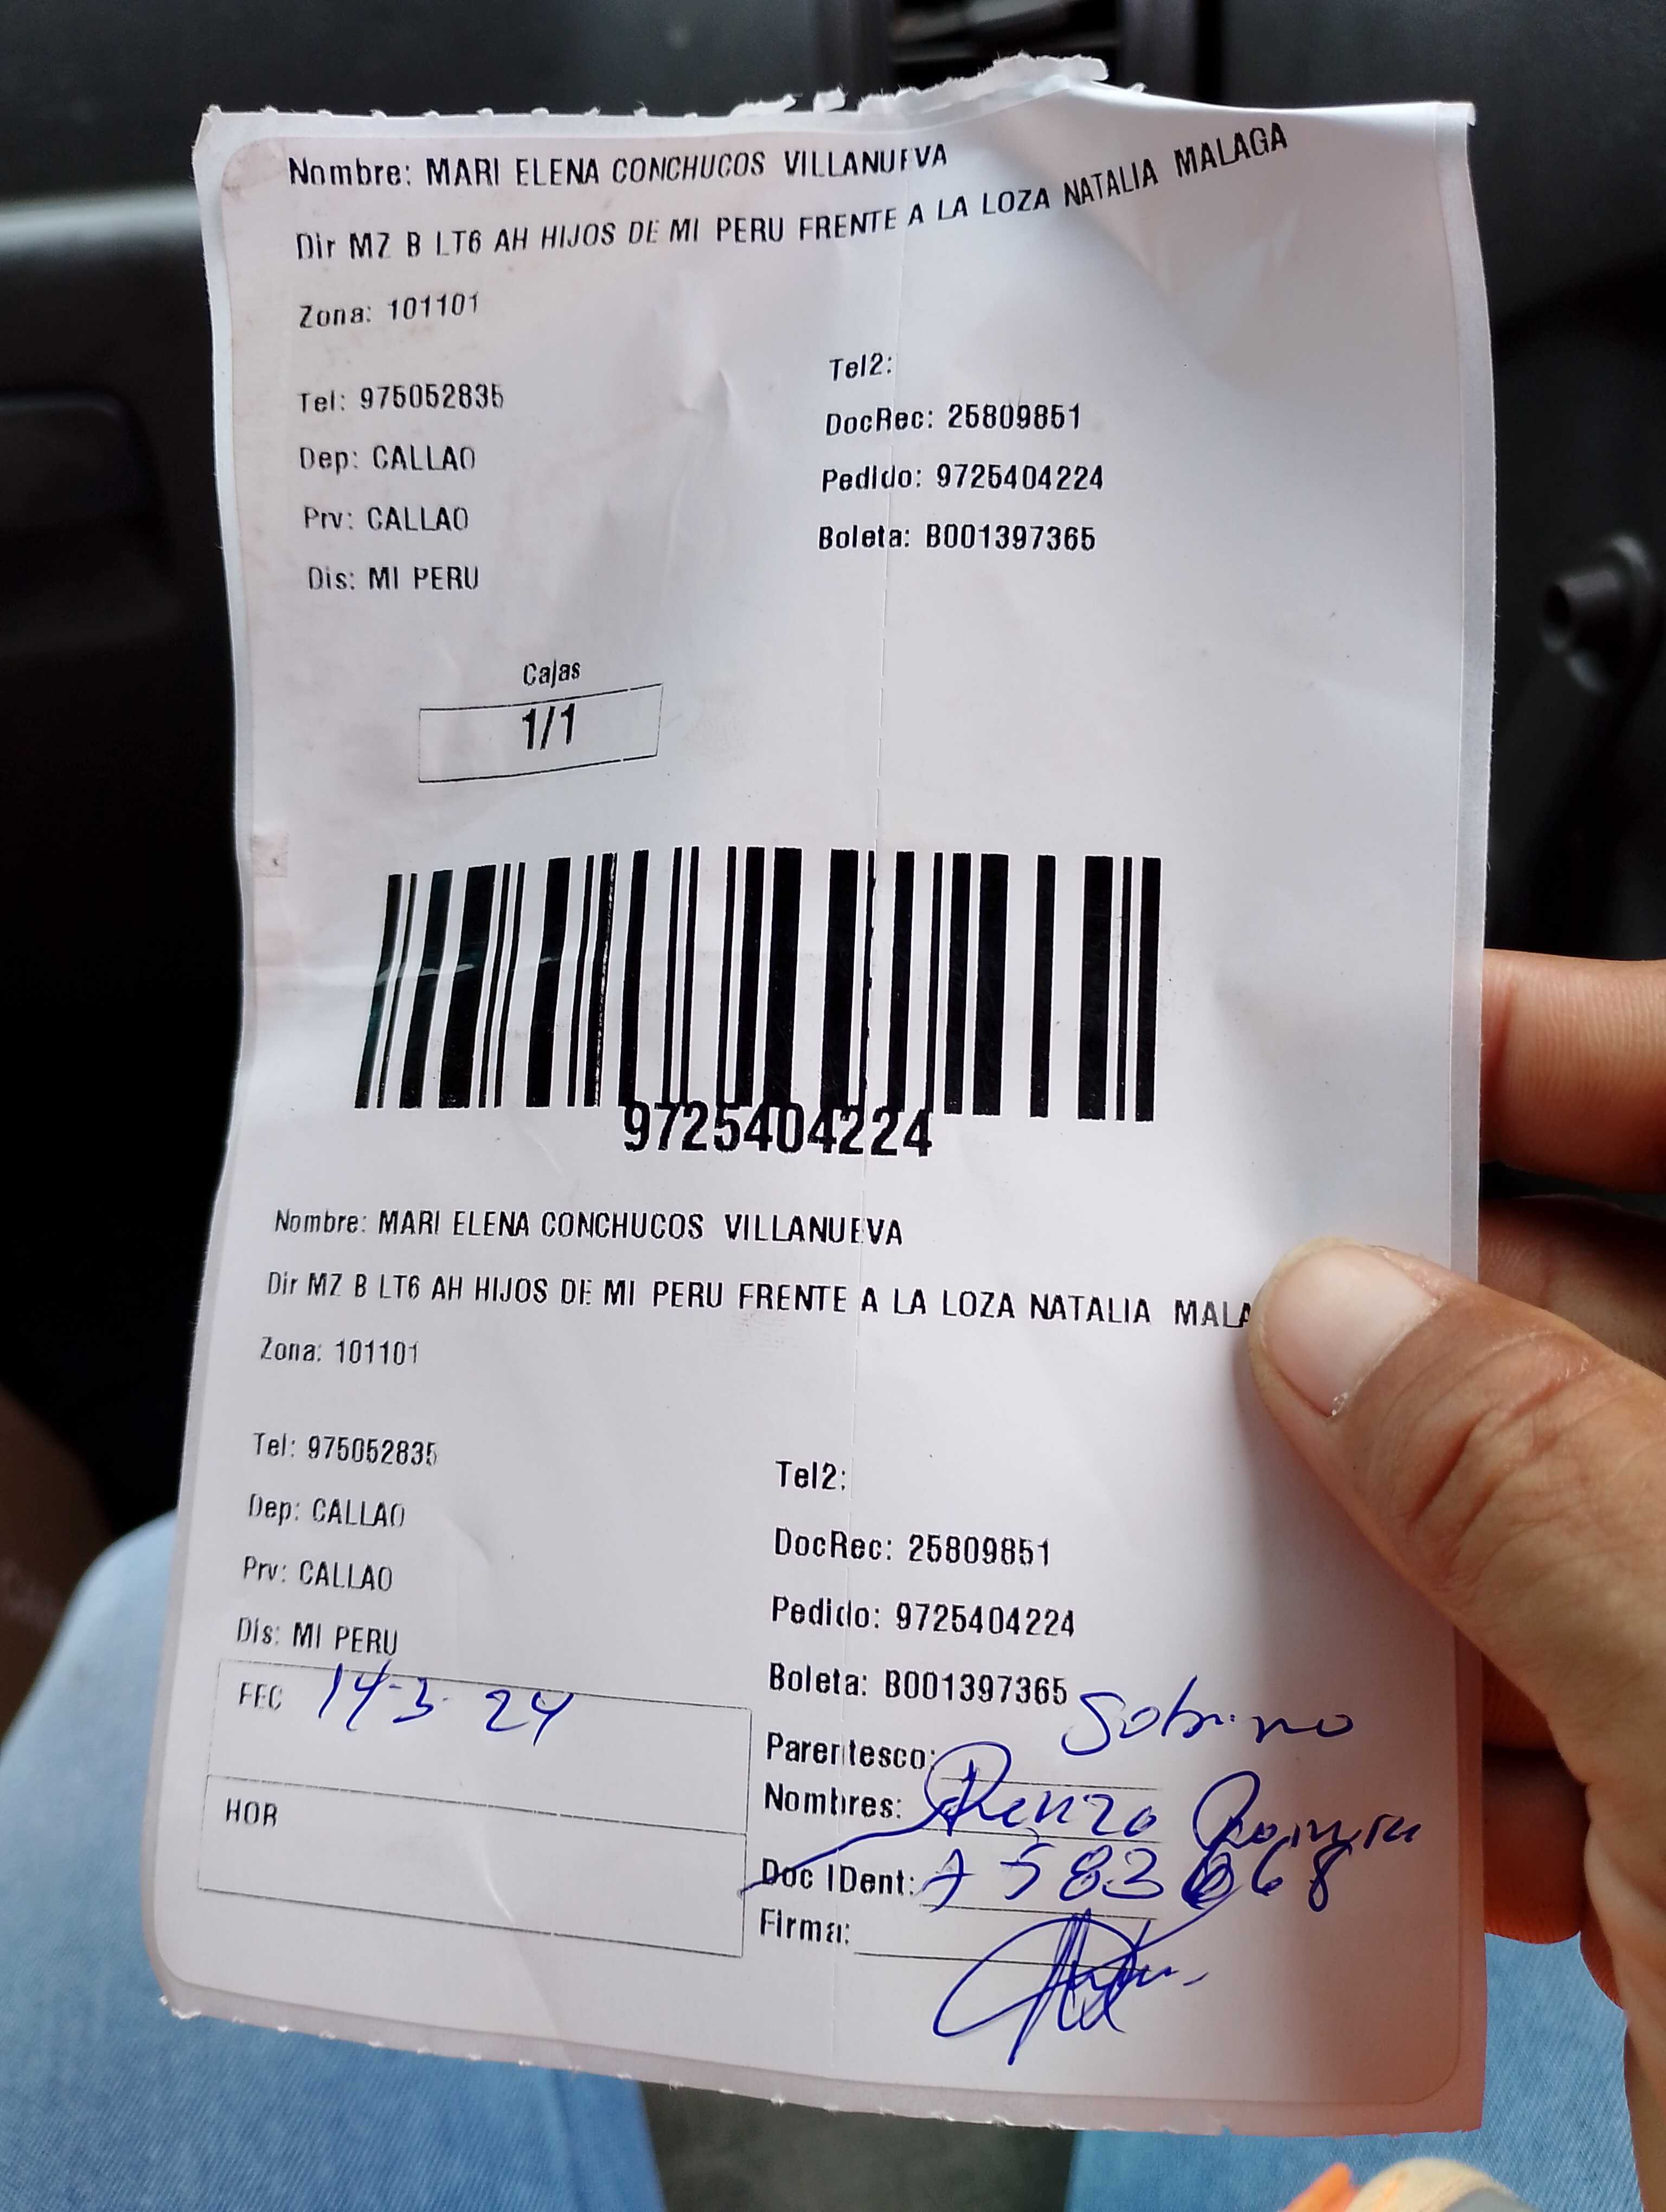 Nombre: MARI ELENA CONCHUCOS VILLANUEVA
Dir MZ B LT6 AH HIJOS DE MI PERU FRENTE A LA LOZA NATALIA MALAGA
Zona: 101101
Tel: 975052835
Tel2:
DocRec: 25809851
Dep: CALLAO
Pedido: 9725404224
Prv: CALLAO
Boleta: B001397365
Dis: MI PERU
Cajas
1/1
9725404224
Nombre: MARI ELENA CONCHUCOS VILLANUEVA
Dir MZ B LT6 AH HIJOS DE MI PERU FRENTE A LA LOZA NATALIA MALA
Zona: 101101
Tel: 975052835
Tel2:
Dep: CALLAO
DocRec: 25809851
Prv: CALLAO
Pedido: 9725404224
Dis: MI PERU
Boleta: B001397365
FEC 14-3-24
Parentesco: Sobrino
Nombres: Renzo
HOR
Doc IDent:
Firma: